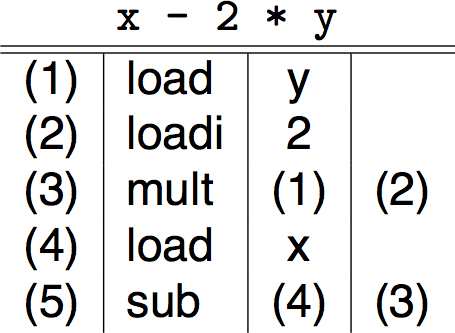 x - 2 * y
(1) load y
(2) loadi 2
(3) mult (1) (2)
(4) load x
(5) sub (4) (3)